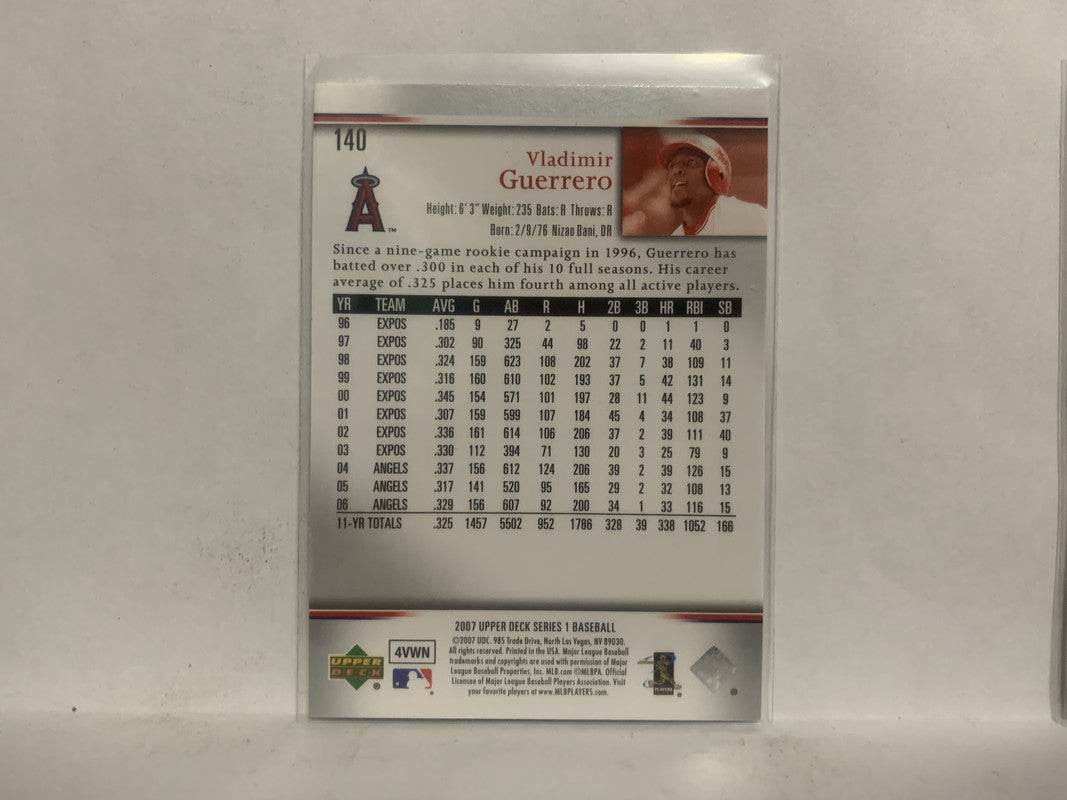 140
A™
Vladimir
Guerrero
Height: 6' 3" Weight: 235 Bats: R Throws: R
Born: 2/9/76 Nizao Bani, DR
Since a nine-game rookie campaign in 1996, Guerrero has
batted over .300 in each of his 10 full seasons. His career
average of .325 places him fourth among all active players.
YR TEAM AVG G AB R H 2B 3B HR RBI SB
96 EXPOS .185 9 27 2 5 0 0 1 1 0
97 EXPOS .302 90 325 44 98 22 2 11 40 3
98 EXPOS .324 159 623 108 202 37 7 38 109 11
99 EXPOS .316 160 610 102 193 37 5 42 131 14
00 EXPOS .345 154 571 101 197 28 11 44 123 9
01 EXPOS .307 159 599 107 184 45 4 34 108 37
02 EXPOS .336 161 614 106 206 37 2 39 111 40
03 EXPOS .330 112 394 71 130 20 3 25 79 9
04 ANGELS .337 156 612 124 206 39 2 39 126 15
05 ANGELS .317 141 520 95 165 29 2 32 108 13
06 ANGELS .329 156 607 92 200 34 1 33 116 15
11-YR TOTALS .325 1457 5502 952 1786 328 39 338 1052 166
2007 UPPER DECK SERIES 1 BASEBALL
©2007 UDC. 985 Trade Drive, North Las Vegas, NV 89030.
All rights reserved. Printed in the USA. Major League Baseball
trademarks and copyrights are used with permission of Major
League Baseball Properties, Inc. MLB.com ©MLBPA. Official
Licensee of Major League Baseball Players Association. Visit
your favorite players at www.MLBPLAYERS.com.
UPPER
DECK ®
4VWN
®
PLAYERS
®
®